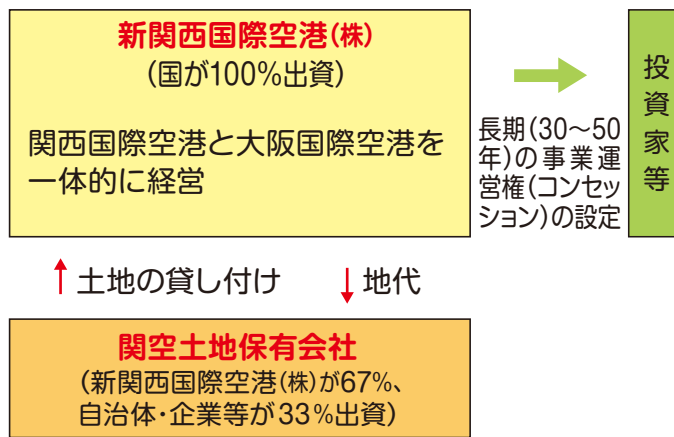 新関西国際空港(株)
(国が100%出資)
関西国際空港と大阪国際空港を
一体的に経営
長期(30〜50
年)の事業運
営権(コンセッ
ション)の設定
投資家等
土地の貸し付け
地代
関空土地保有会社
(新関西国際空港(株)が67%、
自治体・企業等が33%出資)